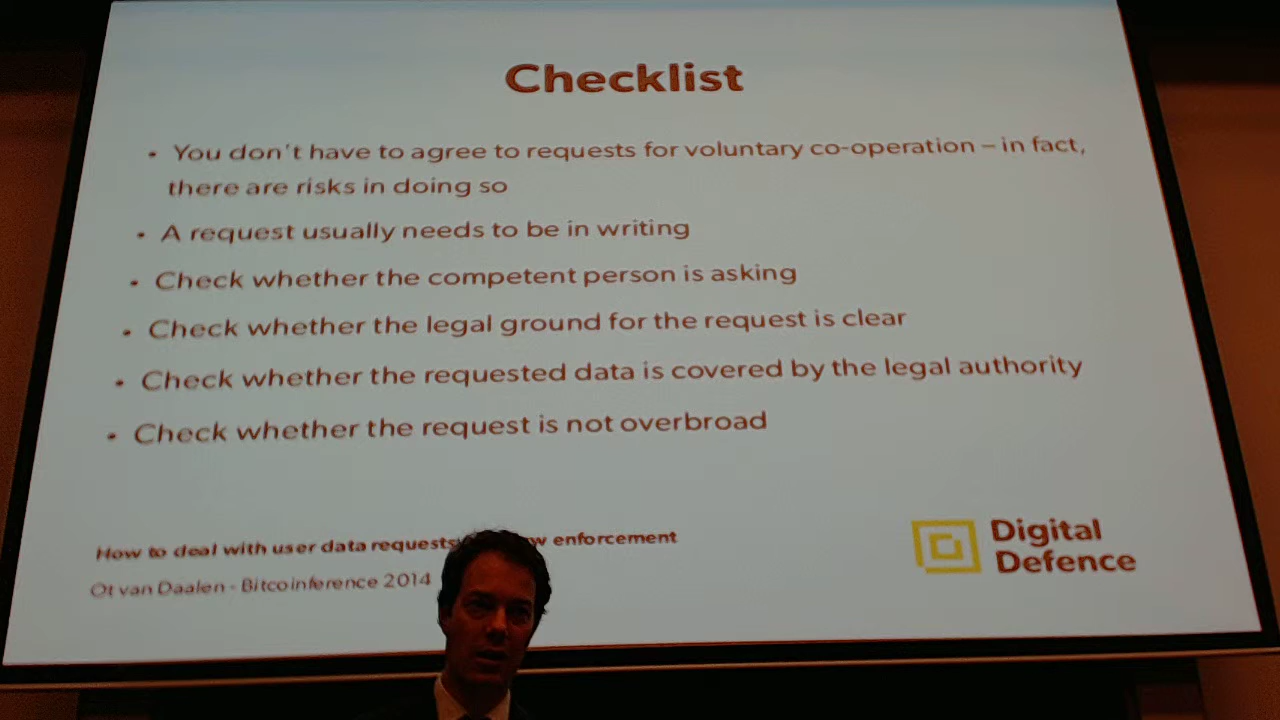 Checklist
• You don't have to agree to requests for voluntary co-operation – in fact,
there are risks in doing so
• A request usually needs to be in writing
• Check whether the competent person is asking
• Check whether the legal ground for the request is clear
• Check whether the requested data is covered by the legal authority
• Check whether the request is not overbroad
How to deal with user data requests w enforcement
Ot van Daalen - Bitcoinference 2014
Digital
Defence